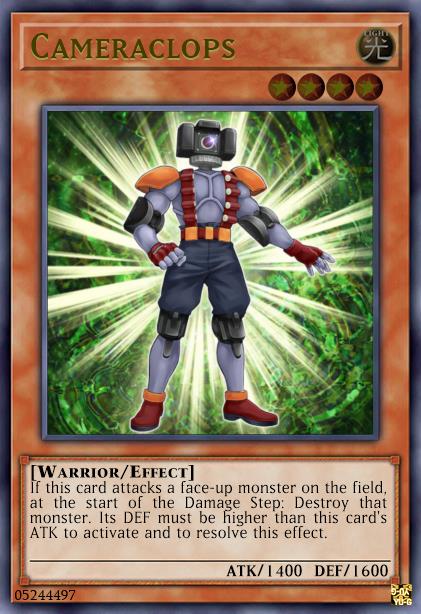 CAMERACLOPS
LIGHT
光
[WARRIOR/EFFECT]
If this card attacks a face-up monster on the field,
at the start of the Damage Step: Destroy that
monster. Its DEF must be higher than this card's
ATK to activate and to resolve this effect.
ATK/1400 DEF/1600
05244497